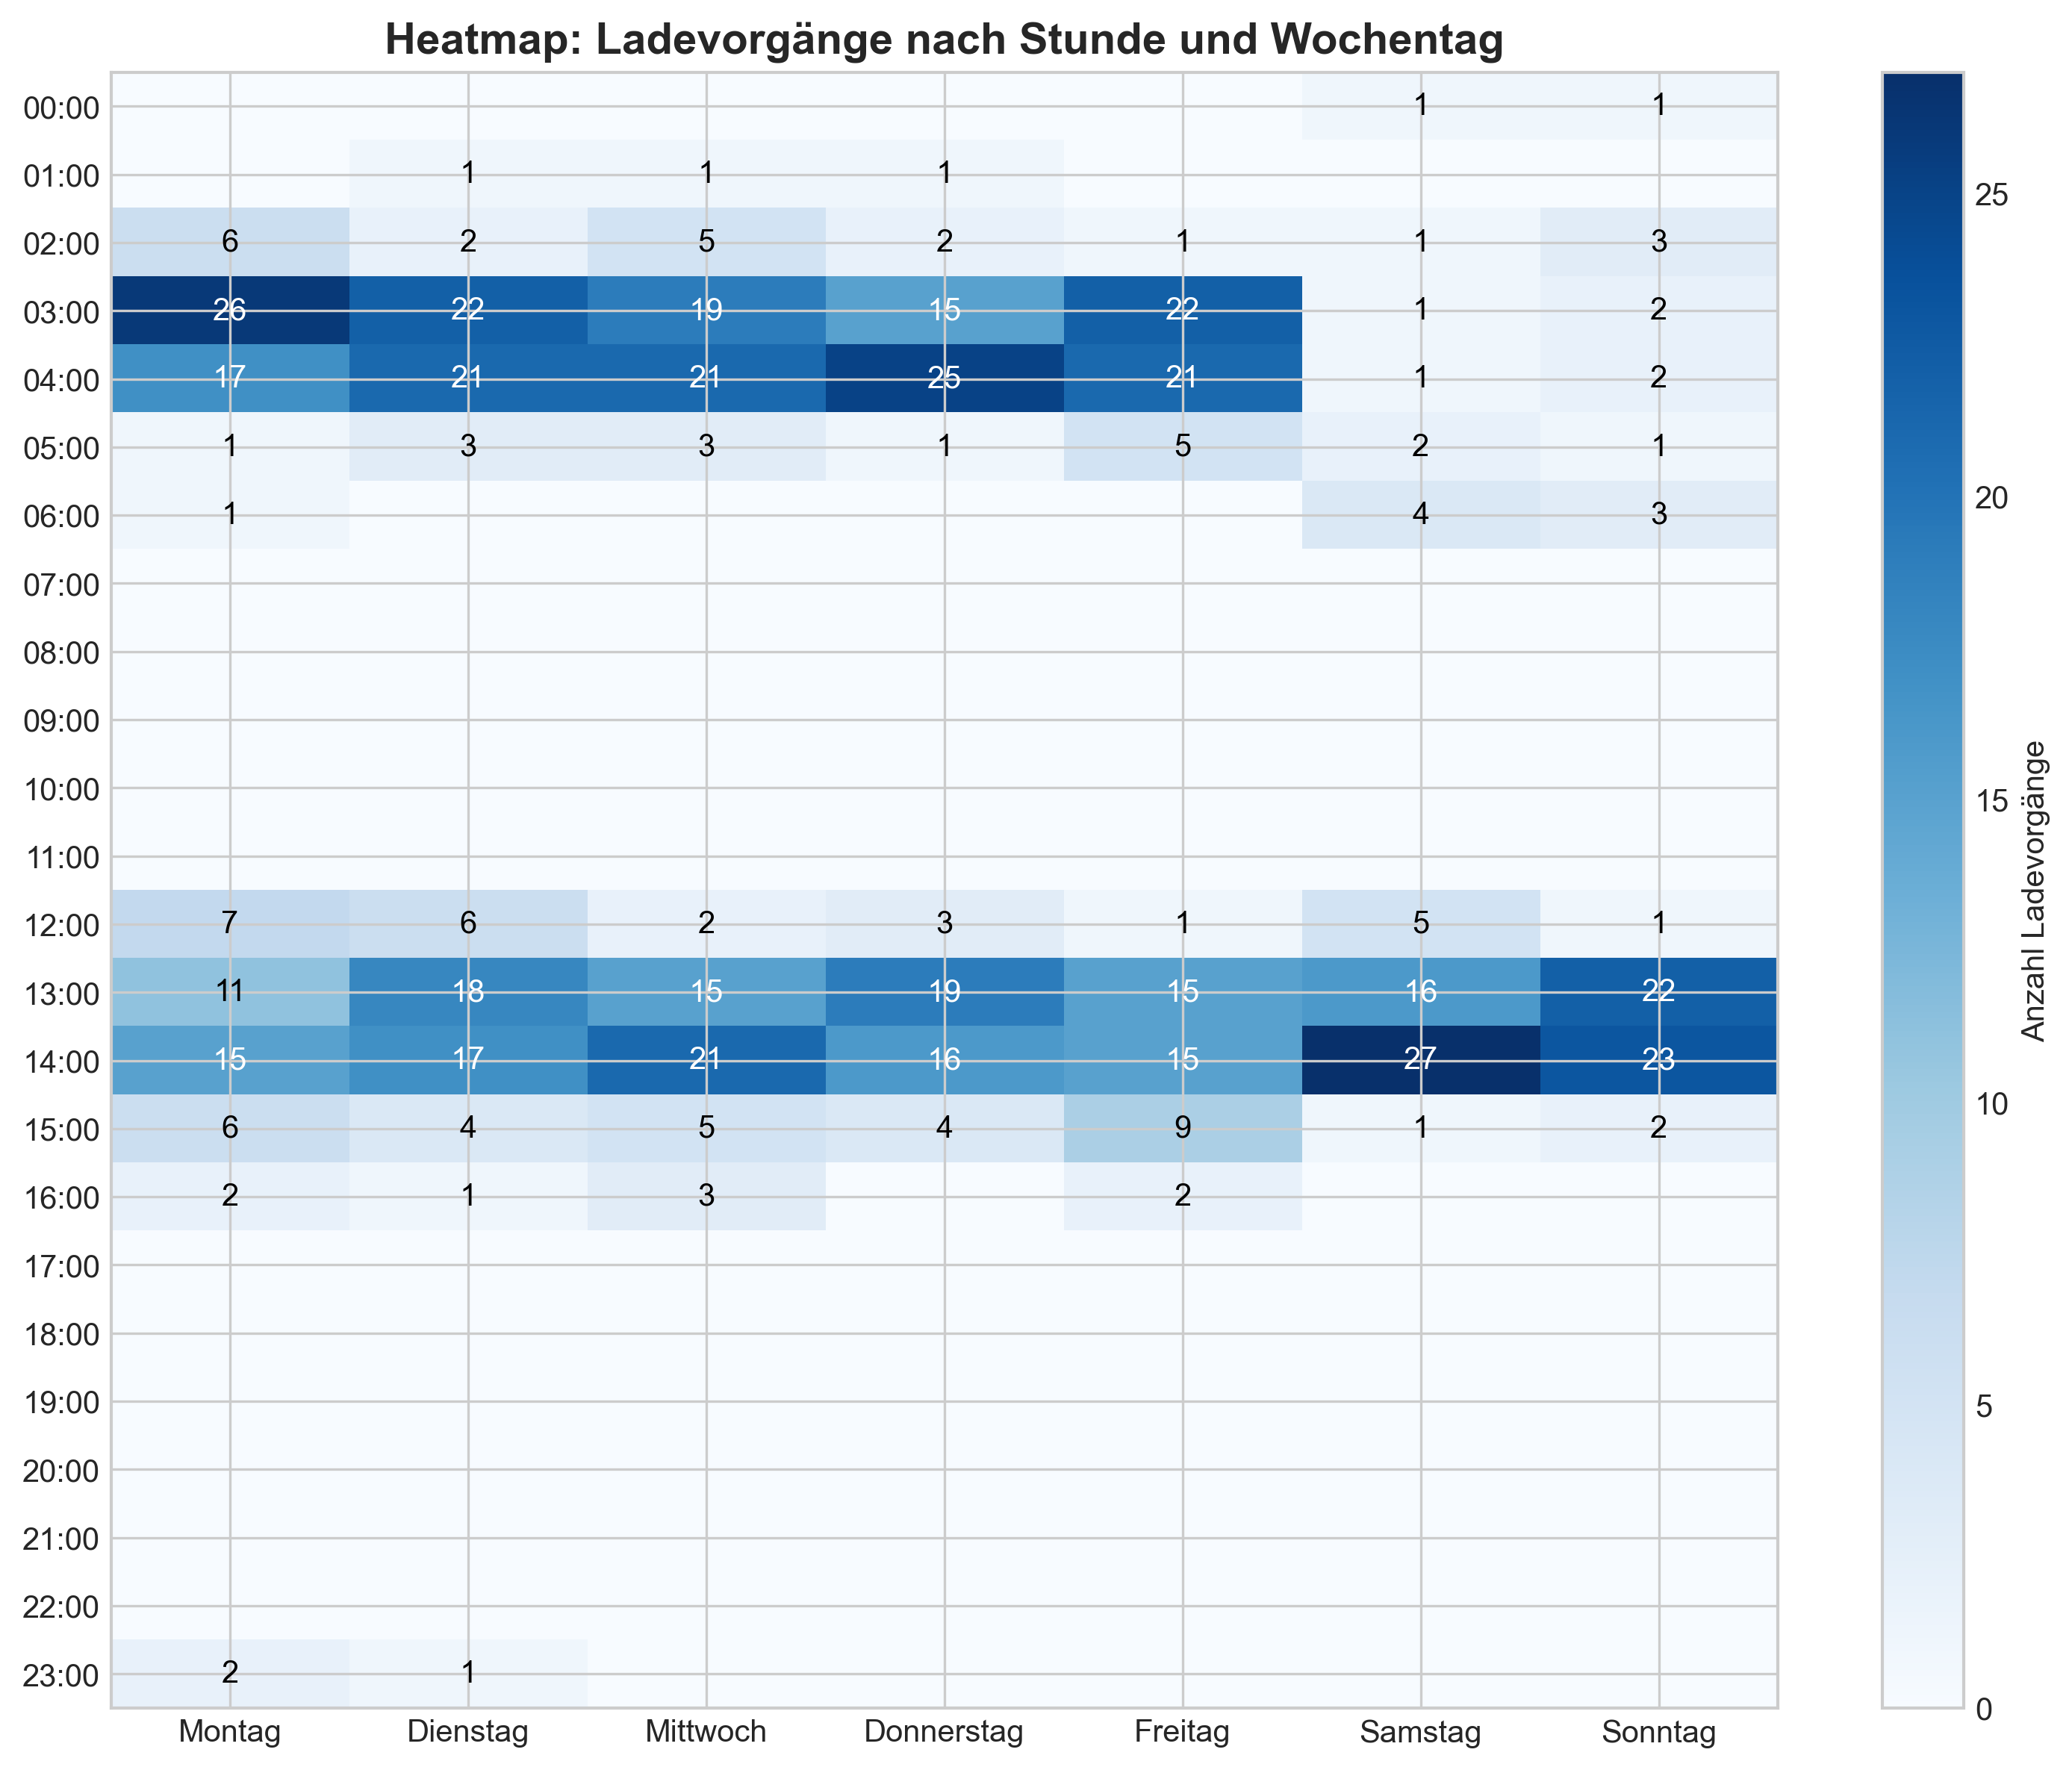 Heatmap: Ladevorgänge nach Stunde und Wochentag
00:00 1 1
01:00 1 1 1
02:00 6 2 5 2 1 1 3
03:00 26 22 19 15 22 1 2
04:00 17 21 21 25 21 1 2
05:00 1 3 3 1 5 2 1
06:00 1 4 3
07:00
08:00
09:00
10:00
11:00
12:00 7 6 2 3 1 5 1
13:00 11 18 15 19 15 16 22
14:00 15 17 21 16 15 27 23
15:00 6 4 5 4 9 1 2
16:00 2 1 3 2
17:00
18:00
19:00
20:00
21:00
22:00
23:00 2 1
Montag Dienstag Mittwoch Donnerstag Freitag Samstag Sonntag
25
20
15
10
5
0
Anzahl Ladevorgänge